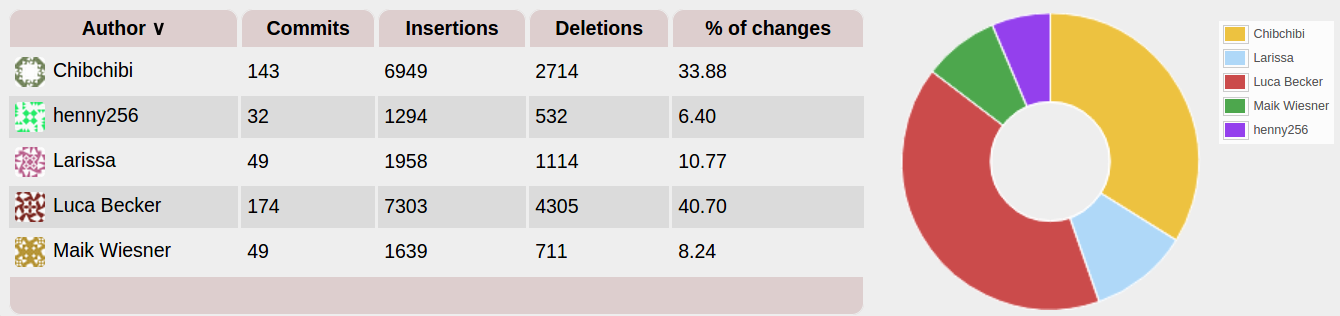 Author ∨ Commits Insertions Deletions % of changes
Chibchibi 143 6949 2714 33.88
henny256 32 1294 532 6.40
Larissa 49 1958 1114 10.77
Luca Becker 174 7303 4305 40.70
Maik Wiesner 49 1639 711 8.24
Chibchibi
Larissa
Luca Becker
Maik Wiesner
henny256